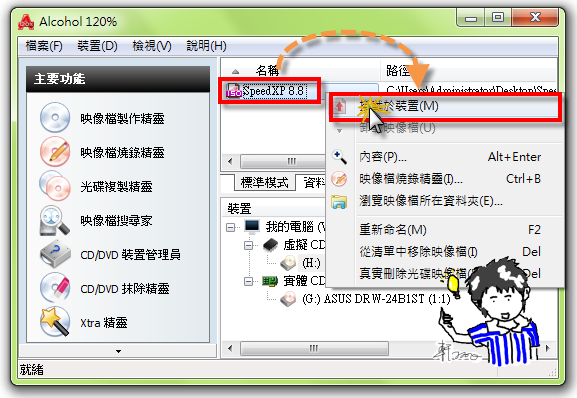 Alcohol 120%
檔案(F) 裝置(D) 檢視(V) 說明(H)
主要功能
映像檔製作精靈
映像檔燒錄精靈
光碟複製精靈
映像檔搜尋家
CD/DVD 裝置管理員
CD/DVD 抹除精靈
Xtra 精靈
名稱 路徑
SpeedXP 8.8 C:\Users\Administrator\Desktop\Spee
於裝置(M)
映像檔(U)
內容(P)... Alt+Enter
映像檔燒錄精靈(I)... Ctrl+B
瀏覽映像檔所在資料夾(E)...
重新命名(M) F2
從清單中移除映像檔(I) Del
真實刪除光碟映像檔 Del
標準模式 資料
裝置
我的電腦 (W
虛擬 CD
(H:)
實體 CD
(G:) ASUS DRW-24B1ST (1:1)
就緒